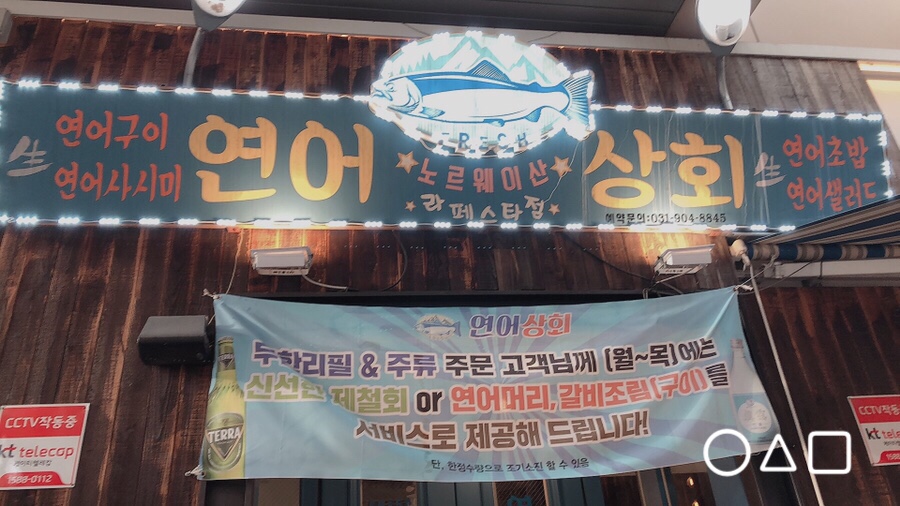 生
연어구이
연어사시미
연어
FRESH
노르웨이산
라페스타점
상회
예약문의:031-904-8845
生
연어초밥
연어샐러드
연어상회
무한리필 & 주류 주문 고객님께 (월~목)에는
신선한 제철회 or 연어머리, 갈비조림(구이)를
서비스로 제공해 드립니다!
단, 한정수량으로 조기소진 할 수 있음
TERRA
CCTV작동중
kt telecop
1588-0112
CCTV작동중
kt telecop